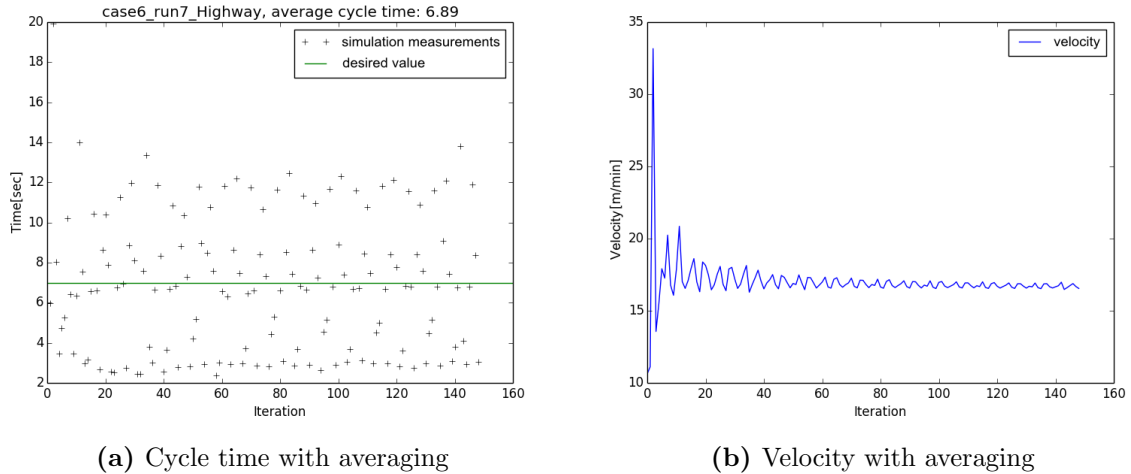 case6_run7_Highway, average cycle time: 6.89
20
18
16
14
12
10
8
6
4
2
0 20 40 60 80 100 120 140 160
Time[sec]
Iteration
simulation measurements
desired value
(a) Cycle time with averaging
35
30
25
20
15
10
0 20 40 60 80 100 120 140 160
Velocity[m/min]
Iteration
velocity
(b) Velocity with averaging